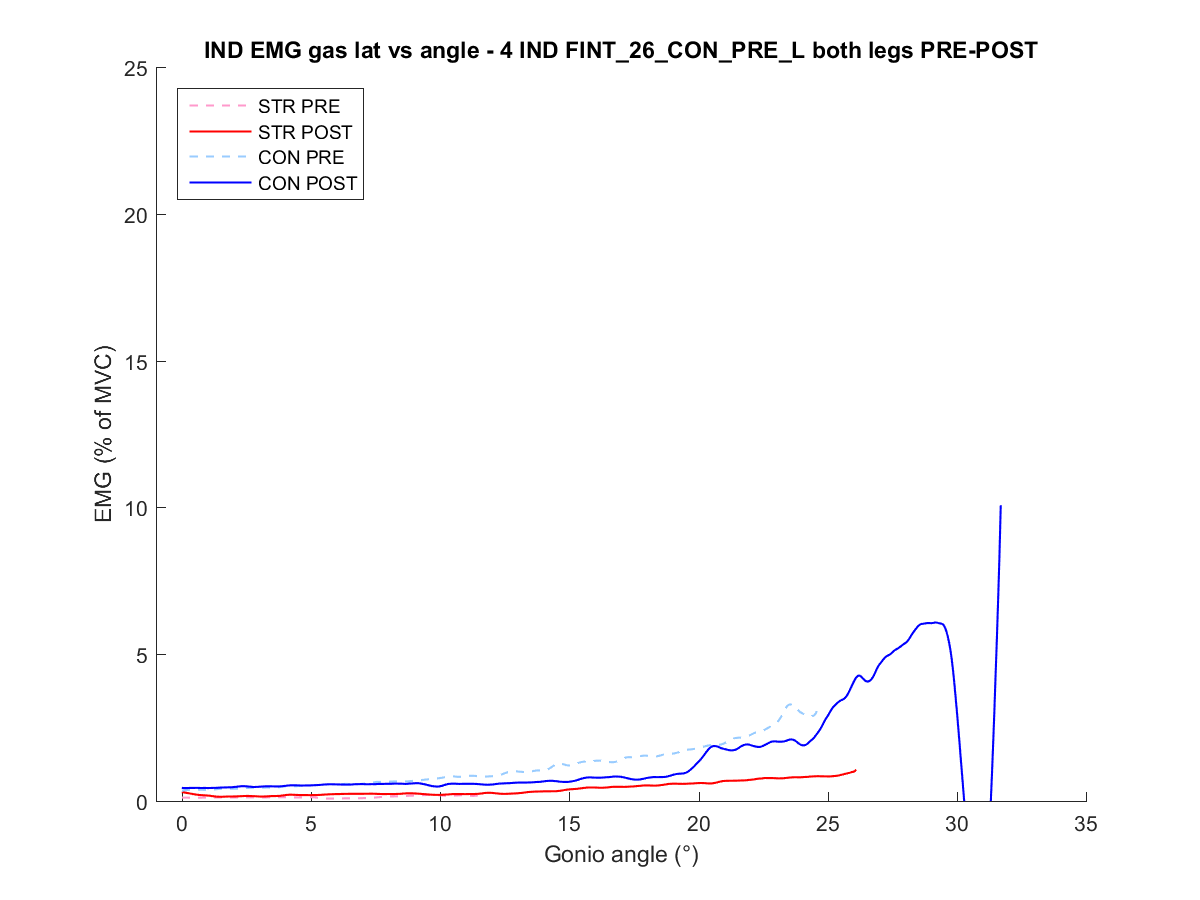 IND EMG gas lat vs angle - 4 IND FINT_26_CON_PRE_L both legs PRE-POST
25
STR PRE
STR POST
CON PRE
CON POST
20
15
EMG (% of MVC)
10
5
0
0 5 10 15 20 25 30 35
Gonio angle (°)